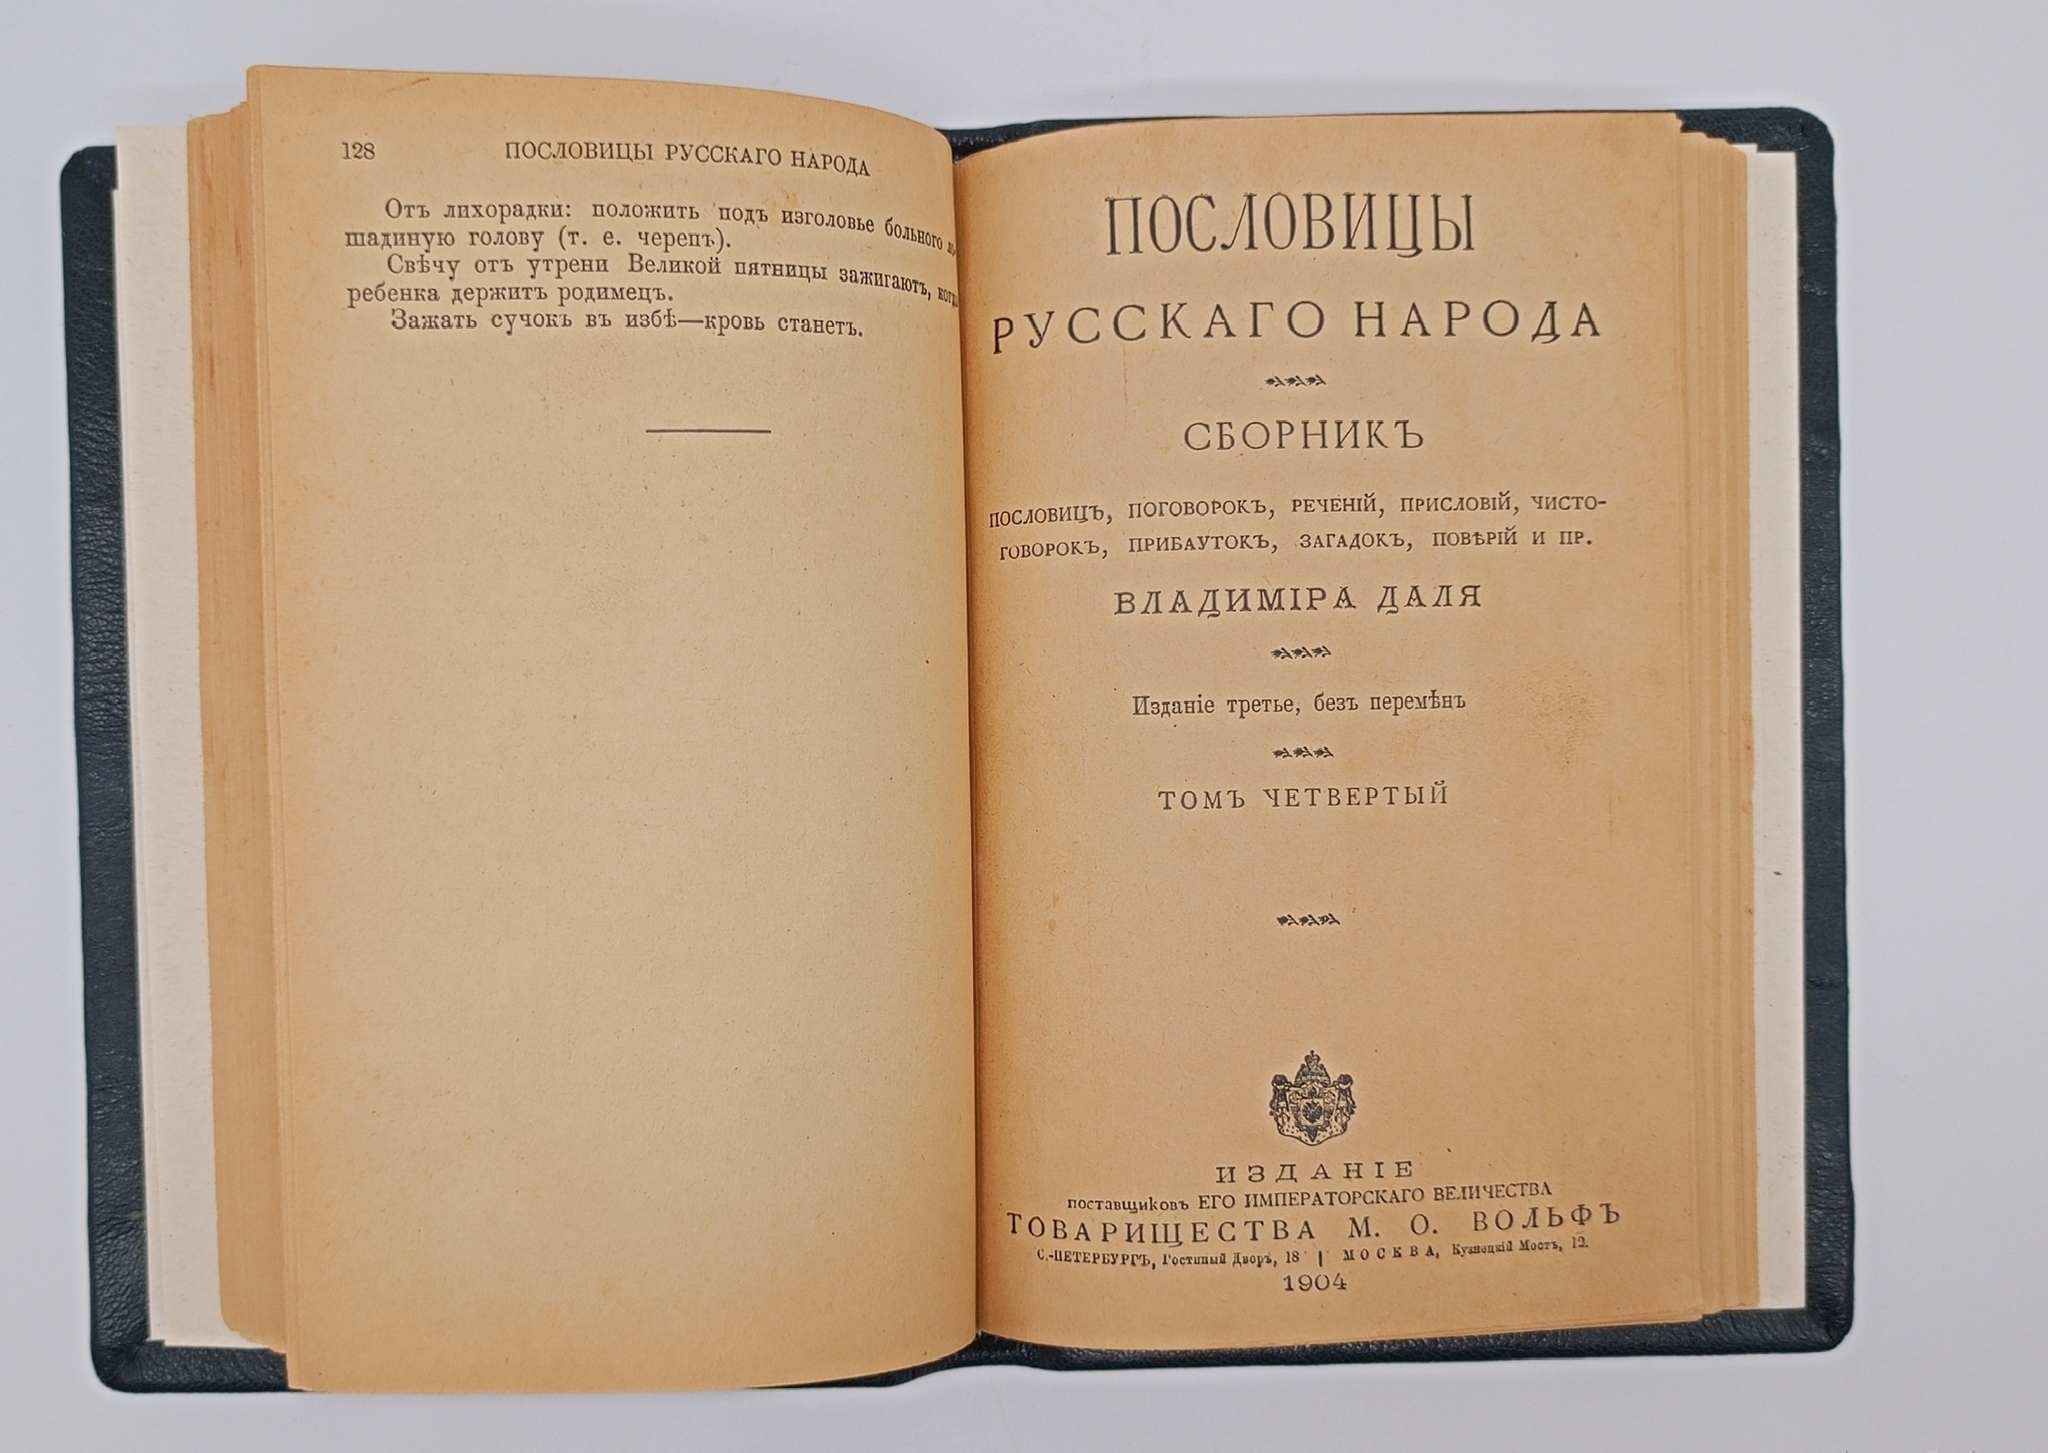 128 ПОСЛОВИЦЫ РУССКАГО НАРОДА
Отъ лихорадки: положить подъ изголовье больного ло-
шадиную голову (т. е. черепъ).
Свѣчу отъ утрени Великой пятницы зажигаютъ,
ребенка держитъ родимецъ.
Зажать сучокъ въ избѣ—кровь станетъ.
ПОСЛОВИЦЫ
РУССКАГО НАРОДА
СБОРНИКЪ
ПОСЛОВИЦЪ, ПОГОВОРОКЪ, РЕЧЕНІЙ, ПРИСЛОВІЙ, ЧИСТО-
ГОВОРОКЪ, ПРИБАУТОКЪ, ЗАГАДОКЪ, ПОВѢРІЙ И ПР.
ВЛАДИМІРА ДАЛЯ
Изданіе третье, безъ перемѣнъ
ТОМЪ ЧЕТВЕРТЫЙ
ИЗДАНІЕ
поставщиковъ ЕГО ИМПЕРАТОРСКАГО ВЕЛИЧЕСТВА
ТОВАРИЩЕСТВА М. О. ВОЛЬФЪ
С.-ПЕТЕРБУРГЪ, Гостиный Дворъ, 18 | МОСКВА, Кузнецкій Мостъ, 12.
1904